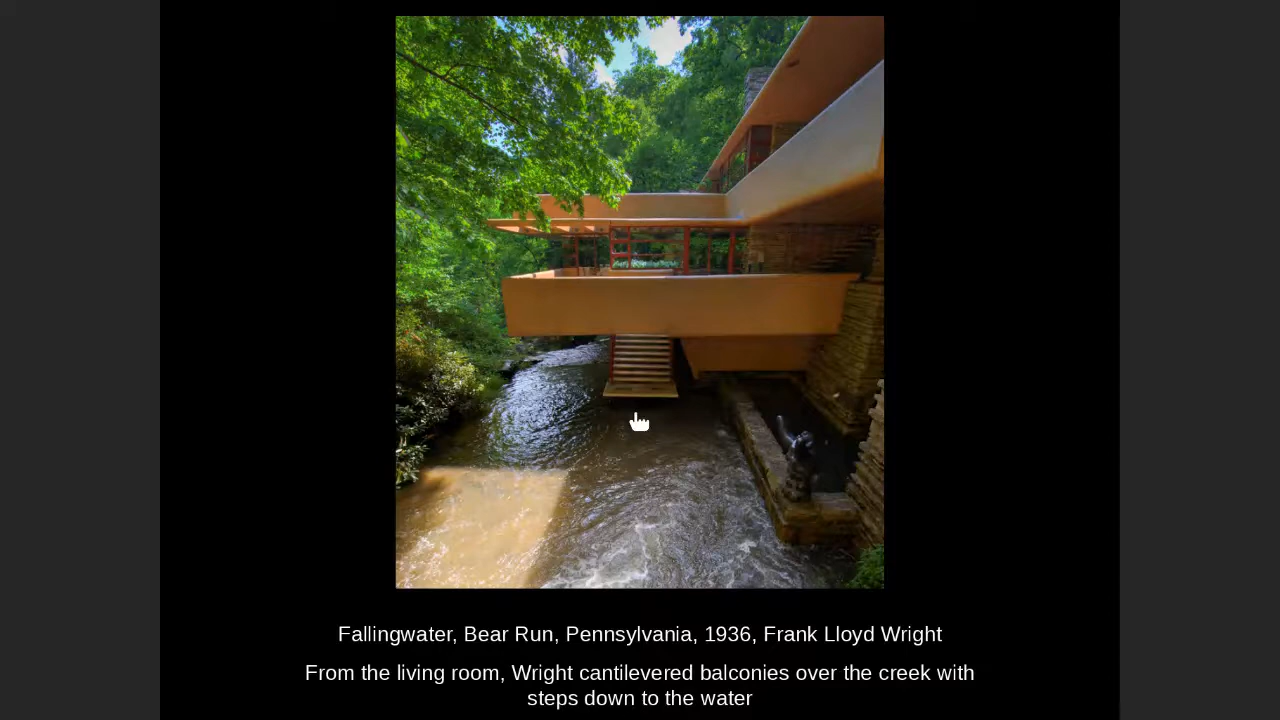 Fallingwater, Bear Run, Pennsylvania, 1936, Frank Lloyd Wright
From the living room, Wright cantilevered balconies over the creek with
steps down to the water